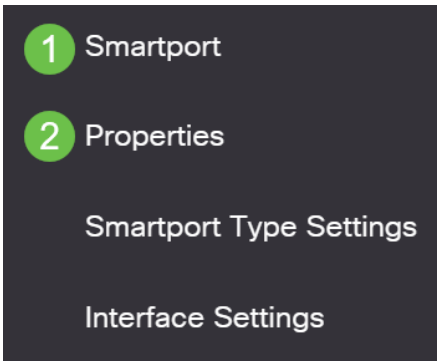 1 Smartport
2 Properties
Smartport Type Settings
Interface Settings